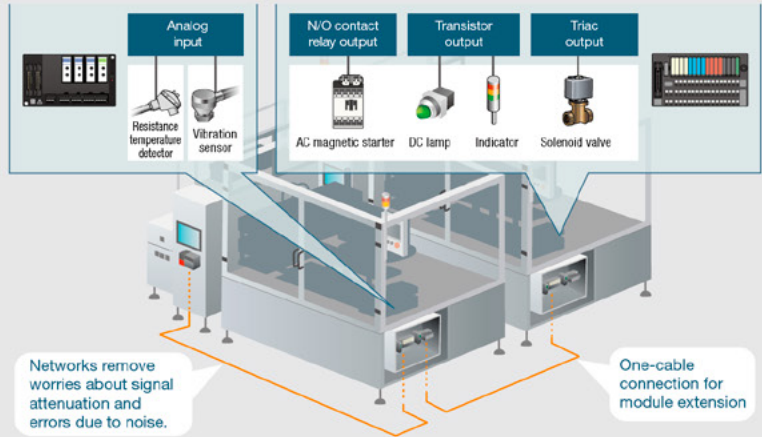 Analog
input
N/O contact
relay output
Transistor
output
Triac
output
Resistance
temperature
detector
Vibration
sensor
AC magnetic starter
DC lamp
Indicator
Solenoid valve
Networks remove
worries about signal
attenuation and
errors due to noise.
One-cable
connection for
module extension